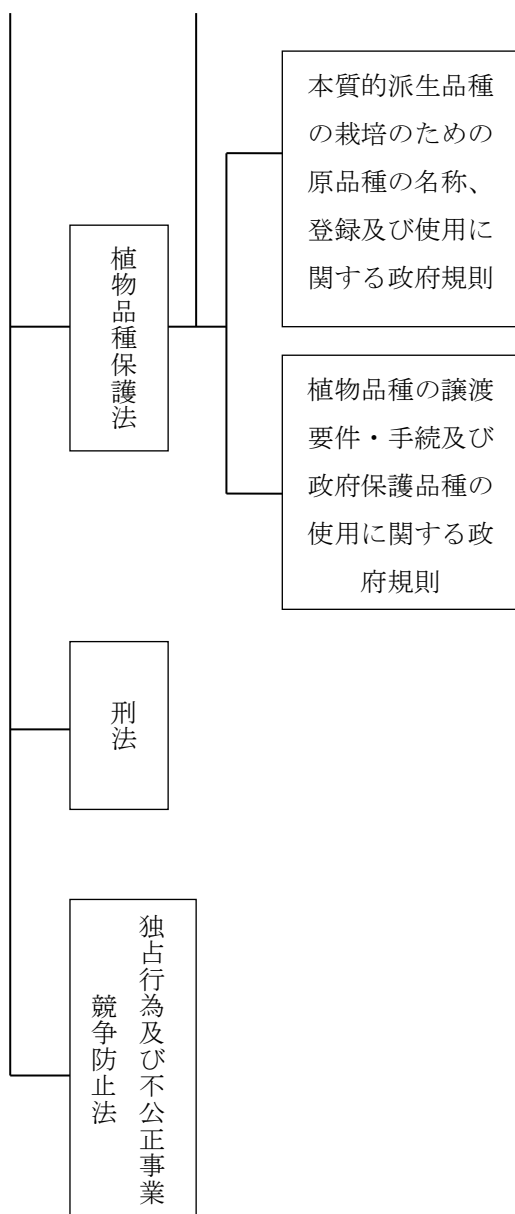 植物品種保護法
本質的派生品種
の栽培のための
原品種の名称、
登録及び使用に
関する政府規則
植物品種の譲渡
要件・手続及び
政府保護品種の
使用に関する政
府規則
刑法
独占行為及び不公正事業
競争防止法